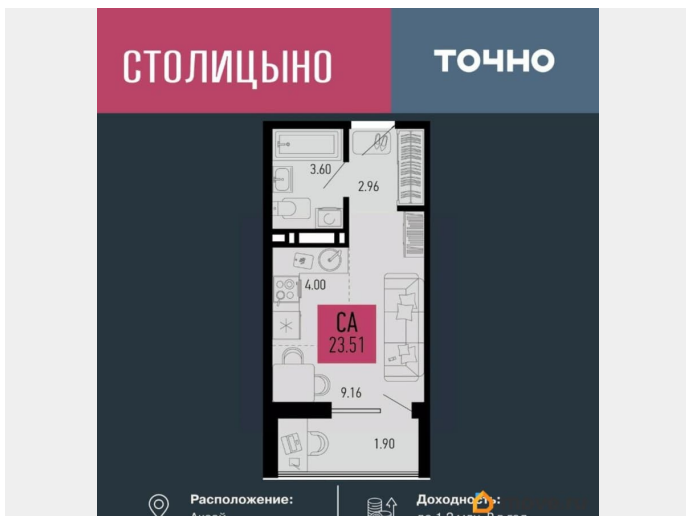 СТОЛИЦЫНО
ТОЧНО
3.60
2.96
4.00
СА
23.51
9.16
1.90
Расположение:
Доходность: